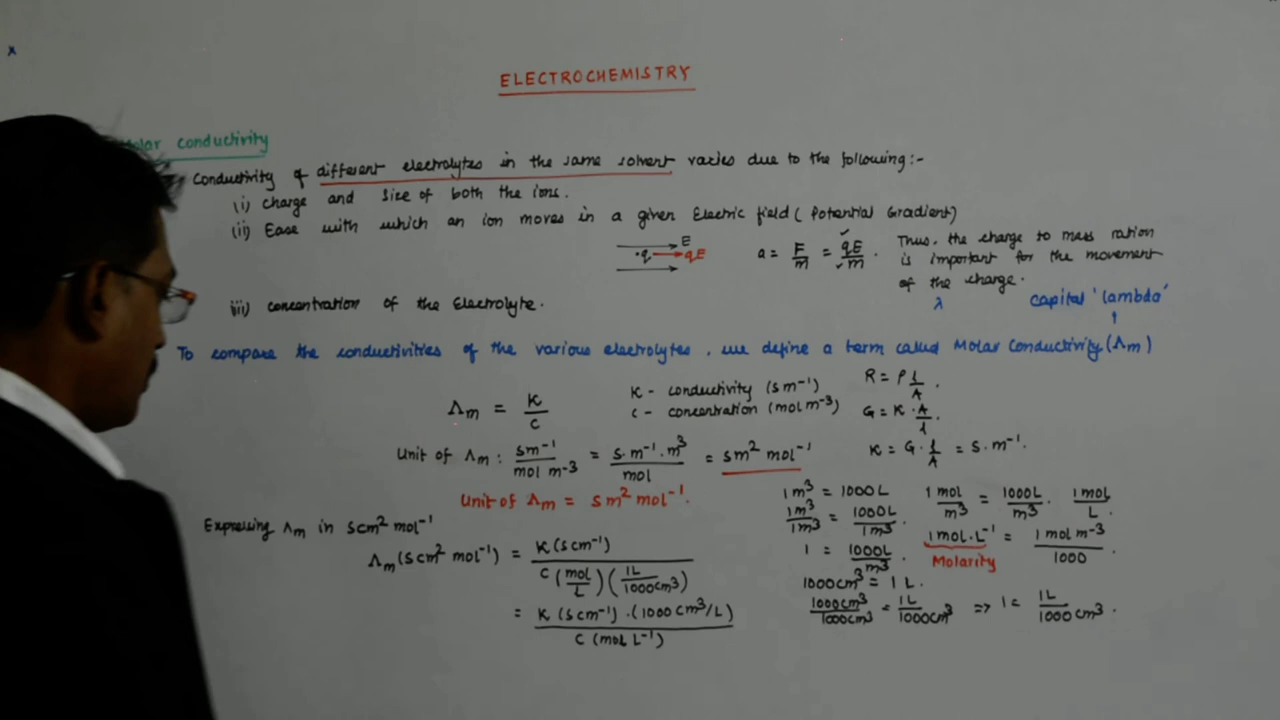 ELECTROCHEMISTRY
Molar conductivity
Conductivity of different electrolytes in the same solvent varies due to the following:-
(i) charge and size of both the ions.
(ii) Ease with which an ion moves in a given Electric field (Potential Gradient)
E
q → qE
a = F/m = qE/m .
Thus, the charge to mass ration
is important for the movement
of the charge.
iii) concentration of the Electrolyte.
λ
capital 'lambda'
To compare the conductivities of the various electrolytes, we define a term called Molar Conductivity (Λm)
Λm = K/C
K - conductivity (S m⁻¹)
C - concentration (mol m⁻³)
R = ρ l/A .
G = K · A/l .
K = G · l/A = S·m⁻¹.
Unit of Λm : Sm⁻¹/mol m⁻³ = S·m⁻¹·m³/mol = Sm² mol⁻¹
Unit of Λm = Sm² mol⁻¹.
Expressing Λm in Scm² mol⁻¹
Λm (Scm² mol⁻¹) = K (S cm⁻¹) / C (mol/L) (1L/1000cm³)
= K (S cm⁻¹) · (1000 cm³/L) / C (mol L⁻¹)
1m³ = 1000L
1m³/1m³ = 1000L/1m³ .
1 = 1000L/m³ .
1 mol/m³ = 1000L/m³ · 1mol/L .
1 mol·L⁻¹ = 1 mol m⁻³/1000 .
Molarity
1000cm³ = 1 L.
1000cm³/1000cm³ = 1L/1000cm³ => 1 = 1L/1000 cm³ .